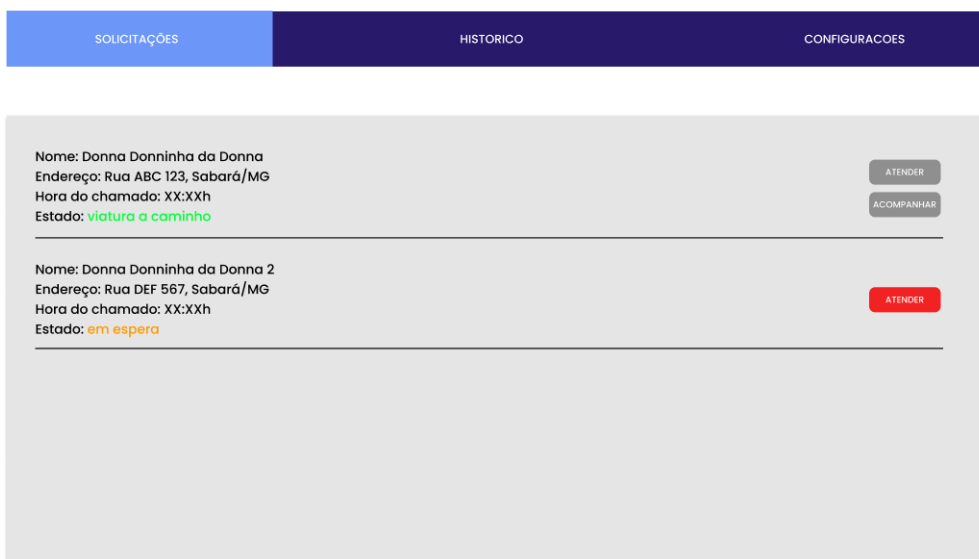 SOLICITAÇÕES HISTORICO CONFIGURACOES
Nome: Donna Donninha da Donna
Endereço: Rua ABC 123, Sabará/MG
Hora do chamado: XX:XXh
Estado: viatura a caminho
ATENDER
ACOMPANHAR
Nome: Donna Donninha da Donna 2
Endereço: Rua DEF 567, Sabará/MG
Hora do chamado: XX:XXh
Estado: em espera
ATENDER